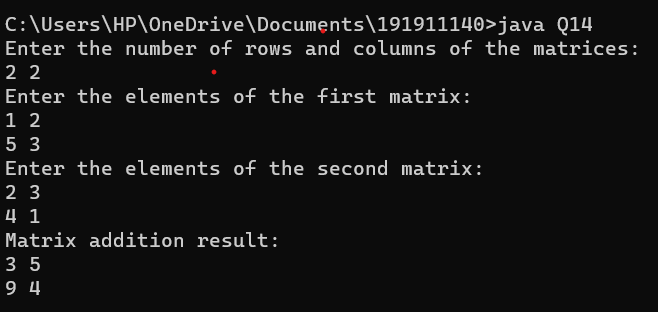 C:\Users\HP\OneDrive\Documents\191911140>java Q14
Enter the number of rows and columns of the matrices:
2 2
Enter the elements of the first matrix:
1 2
5 3
Enter the elements of the second matrix:
2 3
4 1
Matrix addition result:
3 5
9 4